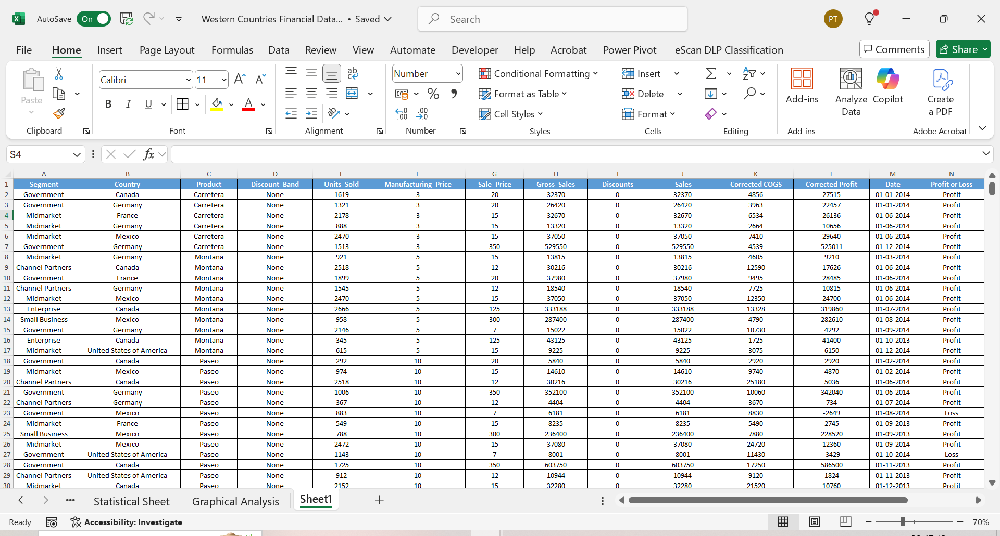 AutoSave On Western Countries Financial Data... • Saved Search PT
File Home Insert Page Layout Formulas Data Review View Automate Developer Help Acrobat Power Pivot eScan DLP Classification Comments Share
Paste Calibri 11 ab Number Conditional Formatting Insert Add-ins Analyze Data Copilot Create a PDF
B I U A % Format as Table Delete
Cell Styles Format
Clipboard Font Alignment Number Styles Cells Editing Add-ins Adobe Acrobat
S4 fx
A B C D E F G H I J K L M N
1 Segment Country Product Discount_Band Units_Sold Manufacturing_Price Sale_Price Gross_Sales Discounts Sales Corrected COGS Corrected Profit Date Profit or Loss
2 Government Canada Carretera None 1619 3 20 32370 0 32370 4856 27515 01-01-2014 Profit
3 Government Germany Carretera None 1321 3 20 26420 0 26420 3963 22457 01-01-2014 Profit
4 Midmarket France Carretera None 2178 3 15 32670 0 32670 6534 26136 01-06-2014 Profit
5 Midmarket Germany Carretera None 888 3 15 13320 0 13320 2664 10656 01-06-2014 Profit
6 Midmarket Mexico Carretera None 2470 3 15 37050 0 37050 7410 29640 01-06-2014 Profit
7 Government Germany Carretera None 1513 3 350 529550 0 529550 4539 525011 01-12-2014 Profit
8 Midmarket Germany Montana None 921 5 15 13815 0 13815 4605 9210 01-03-2014 Profit
9 Channel Partners Canada Montana None 2518 5 12 30216 0 30216 12590 17626 01-06-2014 Profit
10 Government France Montana None 1899 5 20 37980 0 37980 9495 28485 01-06-2014 Profit
11 Channel Partners Germany Montana None 1545 5 12 18540 0 18540 7725 10815 01-06-2014 Profit
12 Midmarket Mexico Montana None 2470 5 15 37050 0 37050 12350 24700 01-06-2014 Profit
13 Enterprise Canada Montana None 2666 5 125 333188 0 333188 13328 319860 01-07-2014 Profit
14 Small Business Mexico Montana None 958 5 300 287400 0 287400 4790 282610 01-08-2014 Profit
15 Government Germany Montana None 2146 5 7 15022 0 15022 10730 4292 01-09-2014 Profit
16 Enterprise Canada Montana None 345 5 125 43125 0 43125 1725 41400 01-10-2013 Profit
17 Midmarket United States of America Montana None 615 5 15 9225 0 9225 3075 6150 01-12-2014 Profit
18 Government Canada Paseo None 292 10 20 5840 0 5840 2920 2920 01-02-2014 Profit
19 Midmarket Mexico Paseo None 974 10 15 14610 0 14610 9740 4870 01-02-2014 Profit
20 Channel Partners Canada Paseo None 2518 10 12 30216 0 30216 25180 5036 01-06-2014 Profit
21 Government Germany Paseo None 1006 10 350 352100 0 352100 10060 342040 01-06-2014 Profit
22 Channel Partners Germany Paseo None 367 10 12 4404 0 4404 3670 734 01-07-2014 Profit
23 Government Mexico Paseo None 883 10 7 6181 0 6181 8830 -2649 01-08-2014 Loss
24 Midmarket France Paseo None 549 10 15 8235 0 8235 5490 2745 01-09-2013 Profit
25 Small Business Mexico Paseo None 788 10 300 236400 0 236400 7880 228520 01-09-2013 Profit
26 Midmarket Mexico Paseo None 2472 10 15 37080 0 37080 24720 12360 01-09-2014 Profit
27 Government United States of America Paseo None 1143 10 7 8001 0 8001 11430 -3429 01-10-2014 Loss
28 Government Canada Paseo None 1725 10 350 603750 0 603750 17250 586500 01-11-2013 Profit
29 Channel Partners United States of America Paseo None 912 10 12 10944 0 10944 9120 1824 01-11-2013 Profit
30 Midmarket Canada Paseo None 2152 10 15 32280 0 32280 21520 10760 01-12-2013 Profit
Statistical Sheet Graphical Analysis Sheet1
Ready Accessibility: Investigate 70%